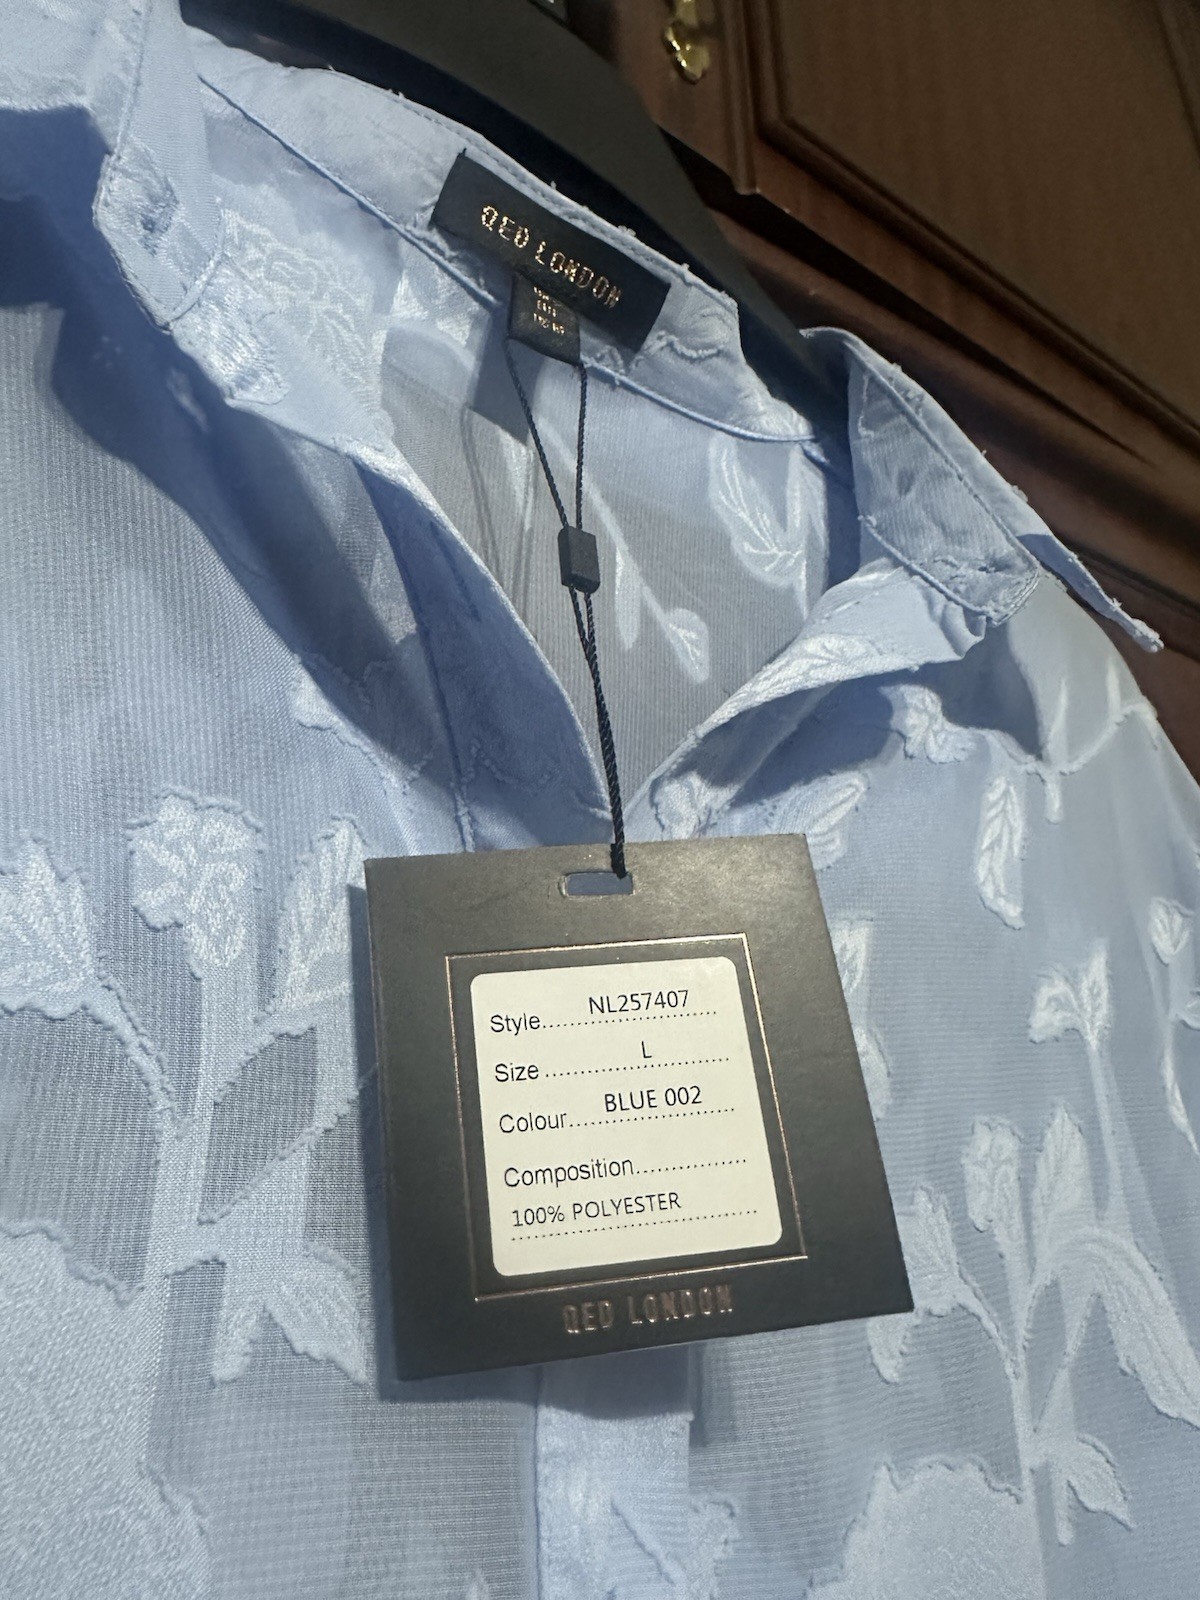 QED LONDON
Style.......................... NL257407
Size............................ L
Colour........................ BLUE 002
Composition................
100% POLYESTER
QED LONDON